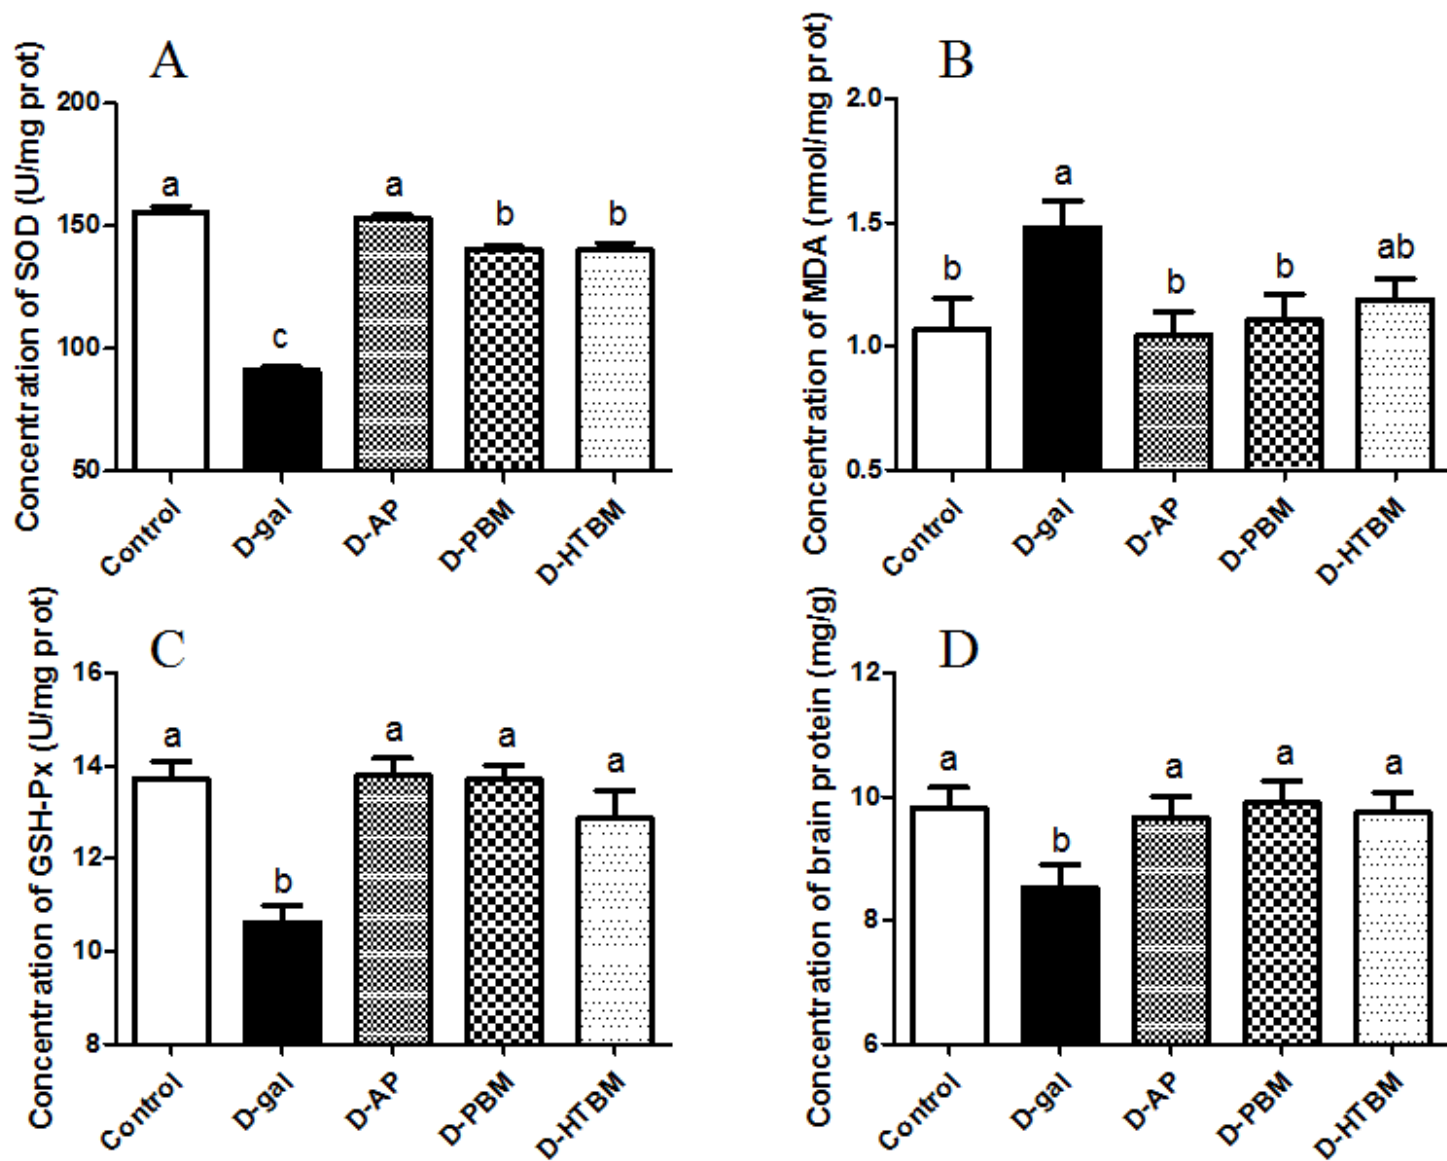 A
Concentration of SOD (U/mg prot)
200
150
100
50
a
c
a
b
b
Control
D-gal
D-AP
D-PBM
D-HTBM
B
Concentration of MDA (nmol/mg prot)
2.0
1.5
1.0
0.5
b
a
b
b
ab
Control
D-gal
D-AP
D-PBM
D-HTBM
C
Concentration of GSH-Px (U/mg prot)
16
14
12
10
8
a
b
a
a
a
Control
D-gal
D-AP
D-PBM
D-HTBM
D
Concentration of brain protein (mg/g)
12
10
8
6
a
b
a
a
a
Control
D-gal
D-AP
D-PBM
D-HTBM